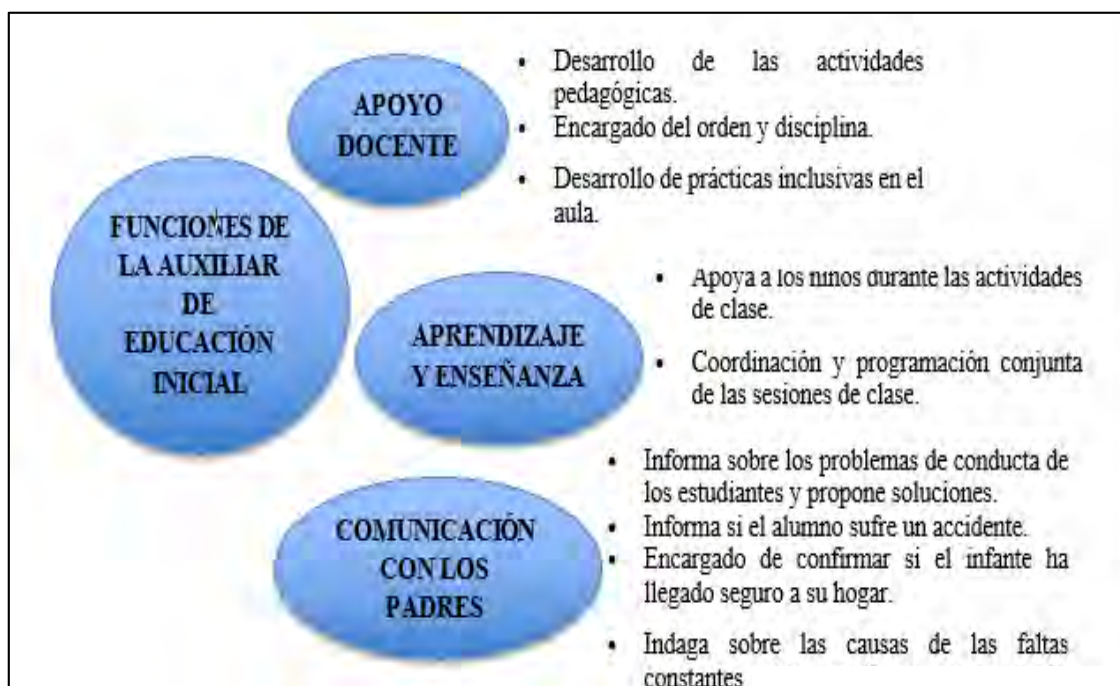 FUNCIONES DE
LA AUXILIAR
DE
EDUCACIÓN
INICIAL
APOYO
DOCENTE
• Desarrollo de las actividades
pedagógicas.
• Encargado del orden y disciplina.
• Desarrollo de prácticas inclusivas en el
aula.
APRENDIZAJE
Y ENSEÑANZA
• Apoya a los niños durante las actividades
de clase.
• Coordinación y programación conjunta
de las sesiones de clase.
COMUNICACIÓN
CON LOS
PADRES
• Informa sobre los problemas de conducta de
los estudiantes y propone soluciones.
• Informa si el alumno sufre un accidente.
• Encargado de confirmar si el infante ha
llegado seguro a su hogar.
• Indaga sobre las causas de las faltas
constantes